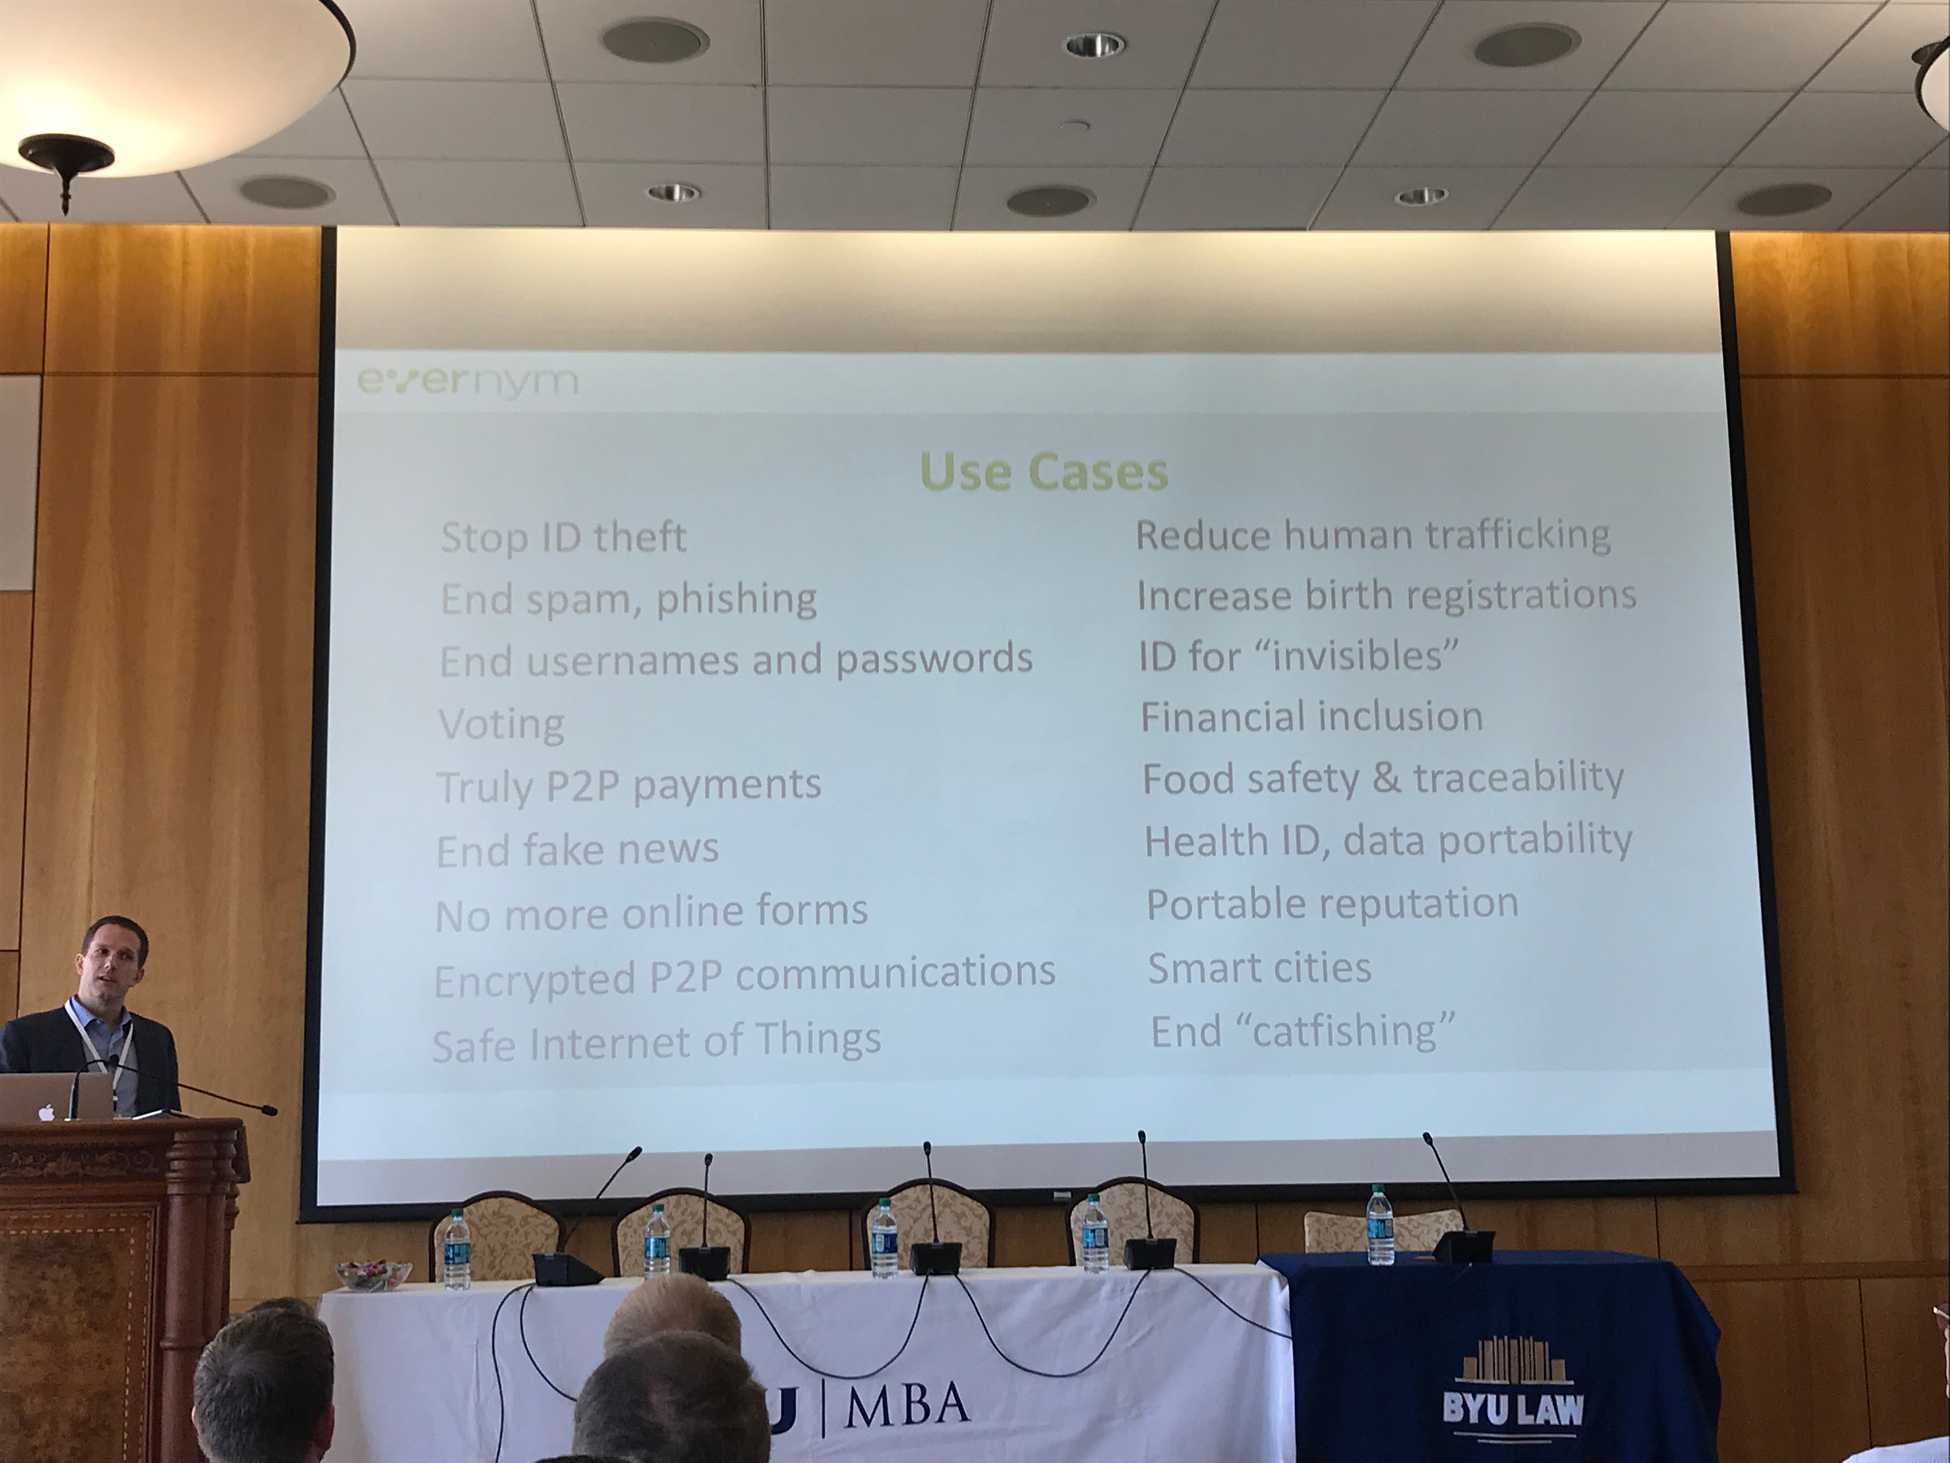 evernym
Use Cases
Stop ID theft
End spam, phishing
End usernames and passwords
Voting
Truly P2P payments
End fake news
No more online forms
Encrypted P2P communications
Safe Internet of Things
Reduce human trafficking
Increase birth registrations
ID for “invisibles”
Financial inclusion
Food safety & traceability
Health ID, data portability
Portable reputation
Smart cities
End “catfishing”
U | MBA
BYU LAW